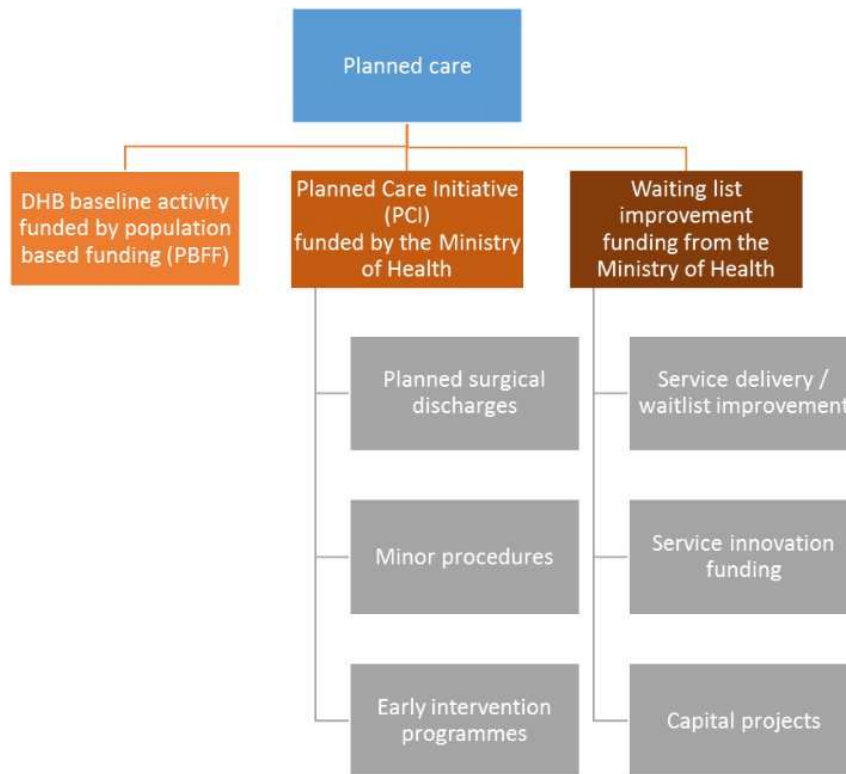 Planned care
DHB baseline activity
funded by population
based funding (PBFF)
Planned Care Initiative
(PCI)
funded by the Ministry
of Health
Waiting list
improvement
funding from the
Ministry of Health
Planned surgical
discharges
Service delivery /
waitlist improvement
Minor procedures
Service innovation
funding
Early intervention
programmes
Capital projects